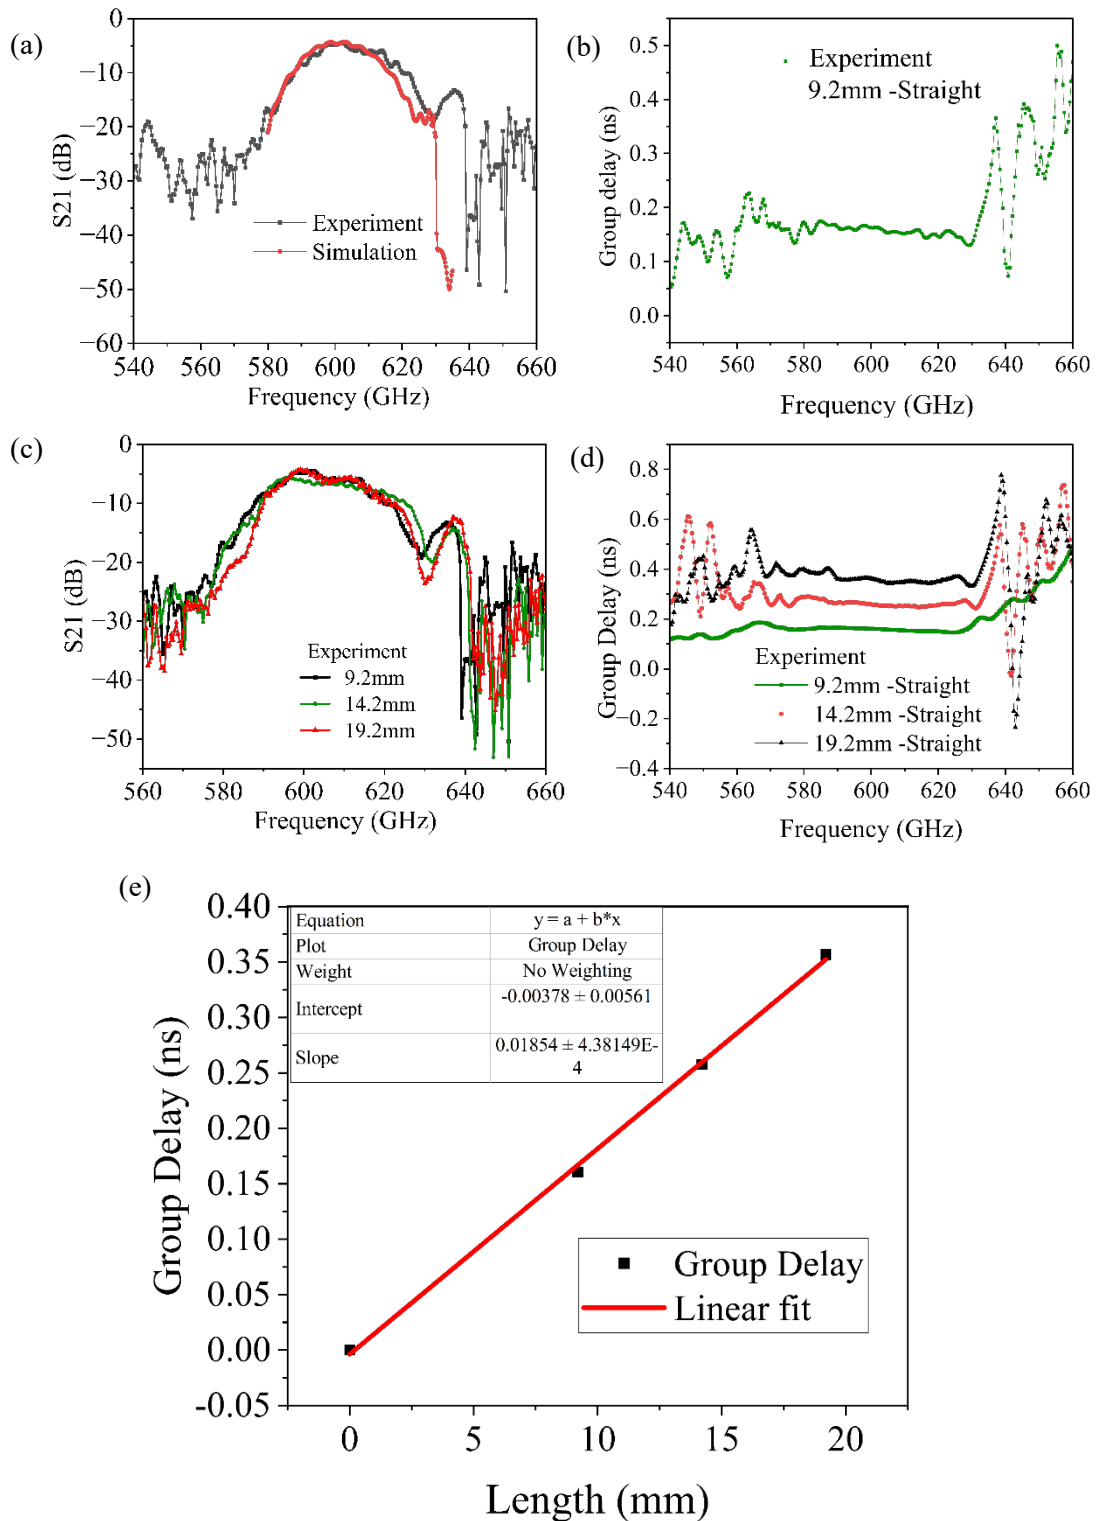 (a)
0
−10
−20
−30
−40
−50
−60
S21 (dB)
Experiment
Simulation
540 560 580 600 620 640 660
Frequency (GHz)
(b)
0.5
0.4
0.3
0.2
0.1
0.0
Group delay (ns)
Experiment
9.2mm -Straight
540 560 580 600 620 640 660
Frequency (GHz)
(c)
0
−10
−20
−30
−40
−50
S21 (dB)
Experiment
9.2mm
14.2mm
19.2mm
560 580 600 620 640 660
Frequency (GHz)
(d)
0.8
0.6
0.4
0.2
0.0
0.2
−0.4
Group Delay (ns)
Experiment
9.2mm -Straight
14.2mm -Straight
19.2mm -Straight
540 560 580 600 620 640 660
Frequency (GHz)
(e)
0.40
0.35
0.30
0.25
0.20
0.15
0.10
0.05
0.00
-0.05
Group Delay (ns)
Equation y = a + b*x
Plot Group Delay
Weight No Weighting
Intercept -0.00378 ± 0.00561
Slope 0.01854 ± 4.38149E-
4
Group Delay
Linear fit
0 5 10 15 20
Length (mm)